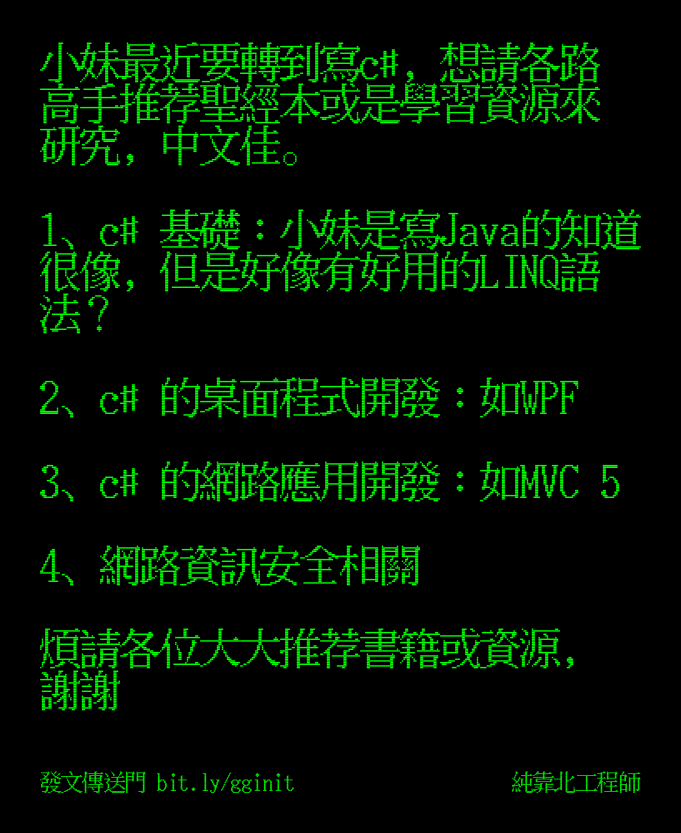 小妹最近要轉到寫c#, 想請各路
高手推荐聖經本或是學習資源來
研究, 中文佳。
1、c# 基礎：小妹是寫Java的知道
很像, 但是好像有好用的LINQ語
法？
2、c# 的桌面程式開發：如WPF
3、c# 的網路應用開發：如MVC 5
4、網路資訊安全相關
煩請各位大大推荐書籍或資源,
謝謝
發文傳送門 bit.ly/gginit
純靠北工程師